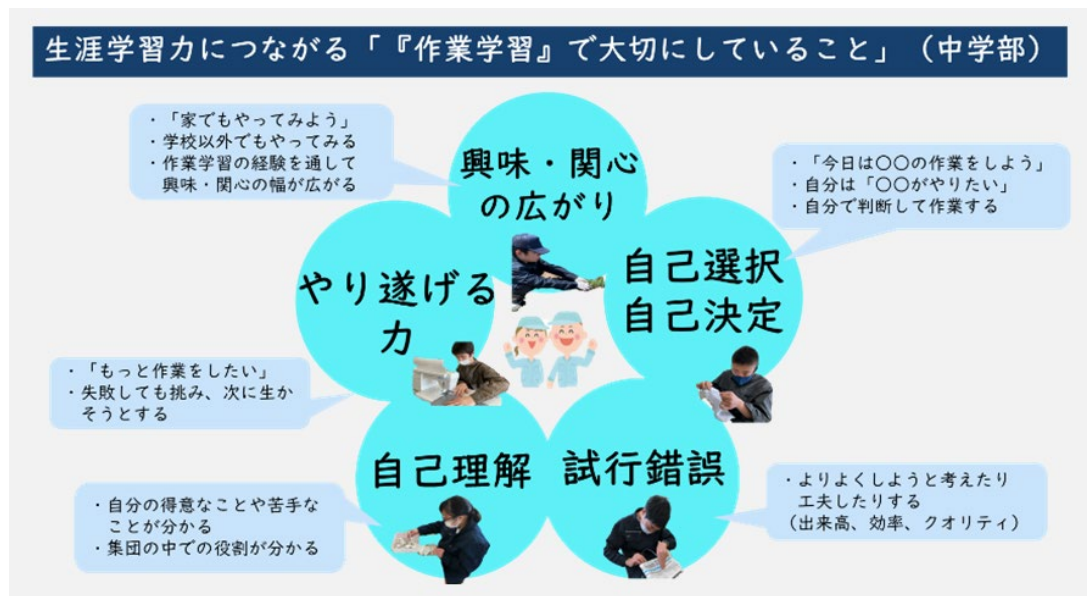 生涯学習力につながる「『作業学習』で大切にしていること」（中学部）
・「家でもやってみよう」
・学校以外でもやってみる
・作業学習の経験を通して
興味・関心の幅が広がる
興味・関心
の広がり
・「今日は〇〇の作業をしよう」
・自分は「〇〇がやりたい」
・自分で判断して作業する
自己選択
自己決定
やり遂げる
力
・「もっと作業をしたい」
・失敗しても挑み、次に生か
そうとする
自己理解
試行錯誤
・自分の得意なことや苦手な
ことが分かる
・集団の中での役割が分かる
・よりよくしようと考えたり
工夫したりする
（出来高、効率、クオリティ）